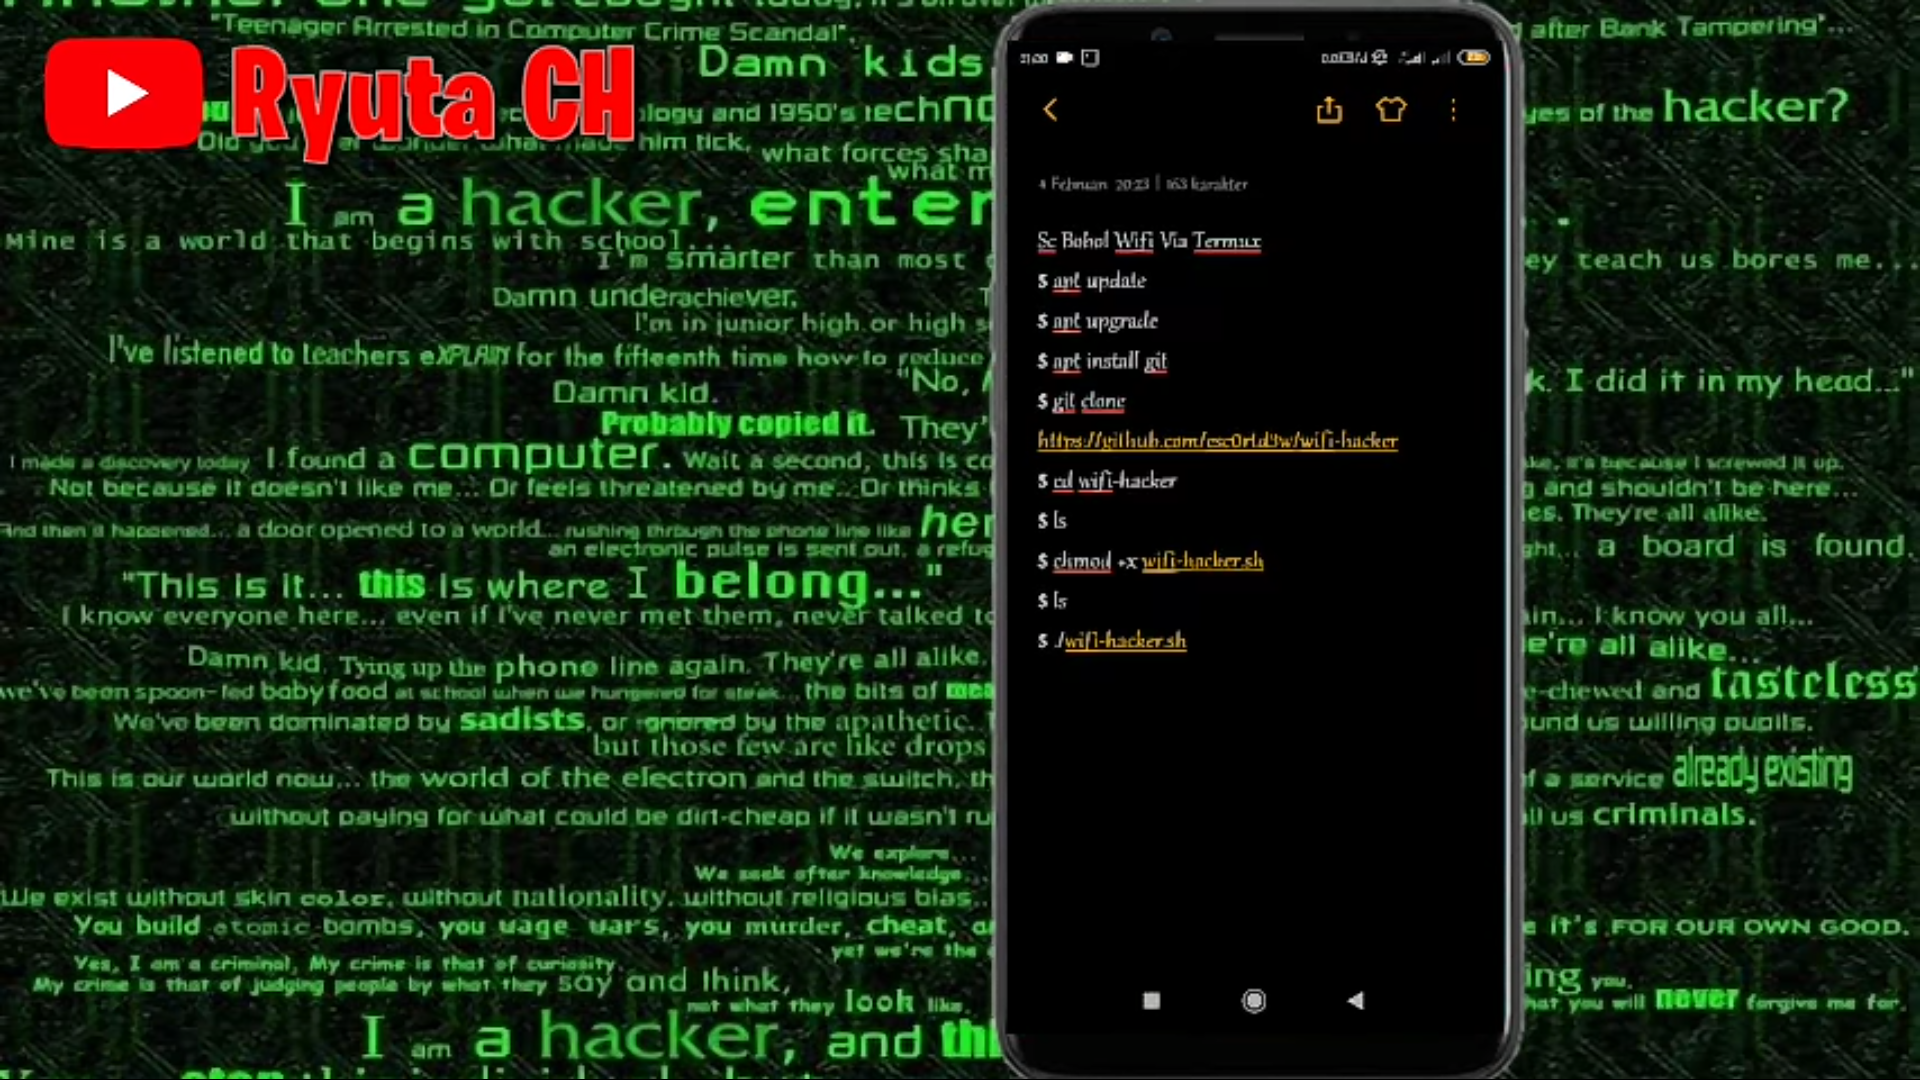 "Teenager Arrested in Computer Crime Scandal".
after Bank Tampering"...
Damn kids
Ryuta CH
logy and 1950's techno
eyes of the hacker?
him tick, what forces sha
what m
I am a hacker, enter
Mine is a world that begins with school...
I'm smarter than most
ey teach us bores me...
Damn underachiever.
I'm in junior high or high s
I've listened to teachers eXPLAIN for the fifteenth time how to reduce
"No,
k. I did it in my head..."
Damn kid.
Probably copied it. They'
I made a discovery today I found a computer. Wait a second, this is co
ke, it's because I screwed it up.
Not because it doesn't like me... Or feels threatened by me...Or thinks
g and shouldn't be here...
es. They're all alike.
And then it happened... a door opened to a world... rushing through the phone line like her
an electronic pulse is sent out, a refug
ght... a board is found.
"This is it... this is where I belong..."
I know everyone here... even if I've never met them, never talked to
in... I know you all...
Damn kid. Tying up the phone line again. They're all alike.
e're all alike...
we've been spoon-fed baby food at school when we hungered for steak... the bits of mea
e-chewed and tasteless
We've been dominated by sadists, or ignored by the apathetic.
und us willing pupils.
but those few are like drops
This is our world now... the world of the electron and the switch, th
f a service already existing
without paying for what could be dirt-cheap if it wasn't ru
ll us criminals.
We explore...
We seek after knowledge.
We exist without skin color, without nationality, without religious bias..
You build atomic bombs, you wage wars, you murder, cheat, a
e it's FOR OUR OWN GOOD.
yet we're the
Yes, I am a criminal, My crime is that of curiosity.
My crime is that of judging people by what they say and think,
ing you.
not what they look like.
hat you will never forgive me for.
I am a hacker, and thi
4 Februari 20:23 | 163 karakter
Sc Bobol Wifi Via Termux
$ apt update
$ apt upgrade
$ apt install git
$ git clone
https://github.com/esc0rtd3w/wifi-hacker
$ cd wifi-hacker
$ ls
$ chmod +x wifi-hacker.sh
$ ls
$ ./wifi-hacker.sh